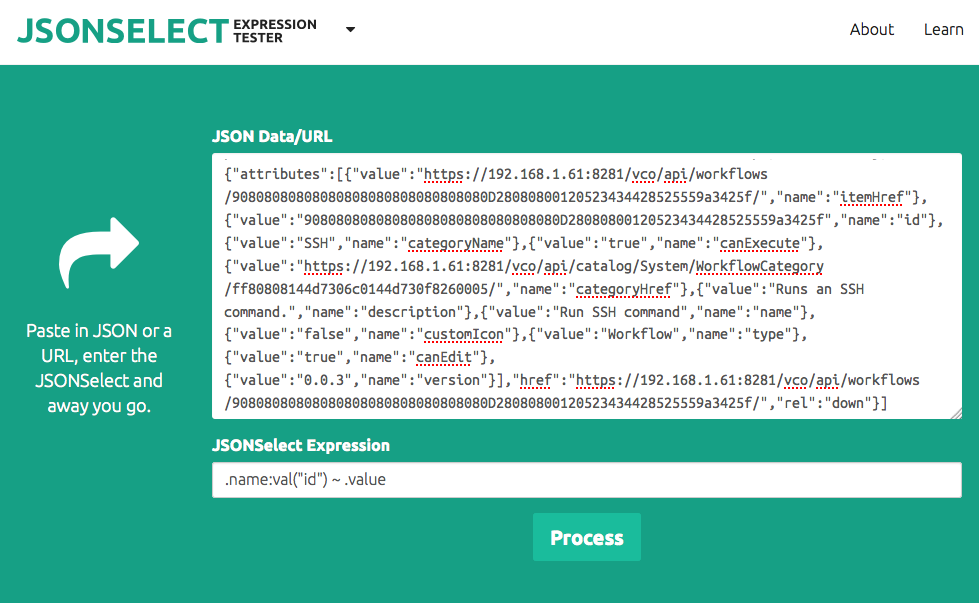 JSONSELECT EXPRESSION TESTER
About
Learn
Paste in JSON or a
URL, enter the
JSONSelect and
away you go.
JSON Data/URL
{"attributes":[{"value":"https://192.168.1.61:8281/vco/api/workflows
/9080808080808080808080808080808080D280808001205234344285255​59a3425f/","name":"itemHref"},
{"value":"9080808080808080808080808080808080D28080800120523434428525559a3425f","name":"id"},
{"value":"SSH","name":"categoryName"},{"value":"true","name":"canExecute"},
{"value":"https://192.168.1.61:8281/vco/api/catalog/System/WorkflowCategory
/ff80808144d7306c0144d730f8260005/","name":"categoryHref"},{"value":"Runs an SSH
command.","name":"description"},{"value":"Run SSH command","name":"name"},
{"value":"false","name":"customIcon"},{"value":"Workflow","name":"type"},
{"value":"true","name":"canEdit"},
{"value":"0.0.3","name":"version"}],"href":"https://192.168.1.61:8281/vco/api/workflows
/9080808080808080808080808080808080D28080800120523434428525559a3425f/","rel":"down"}]
JSONSelect Expression
.name:val("id") ~ .value
Process